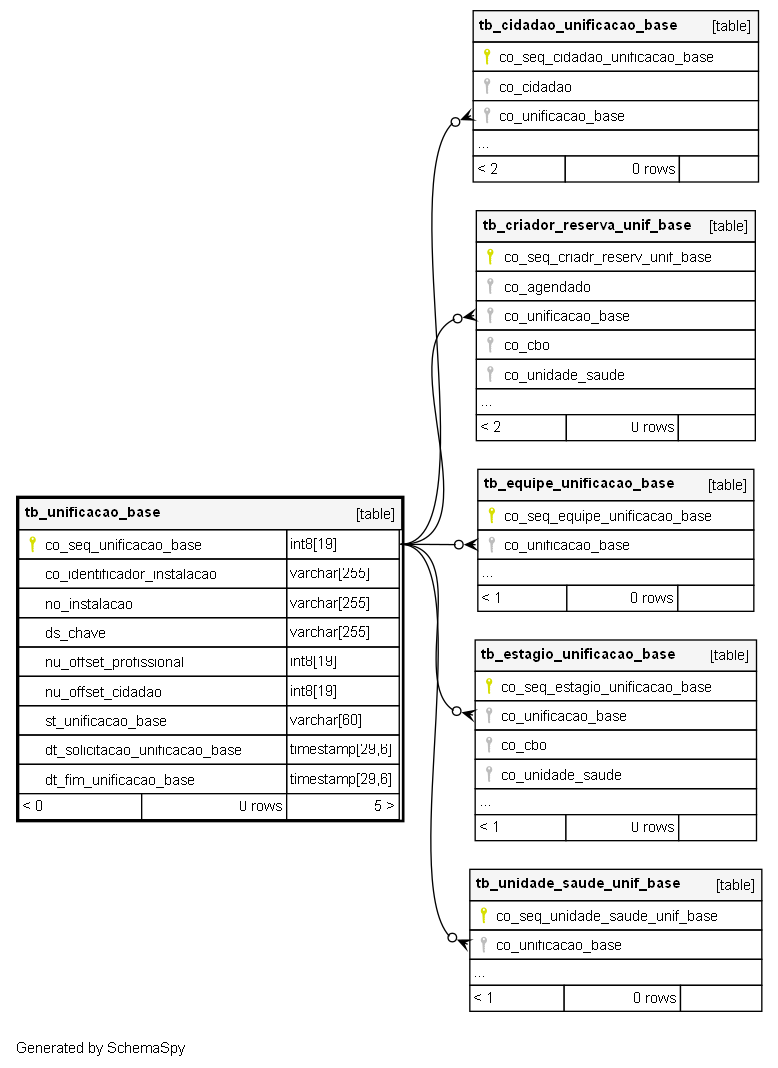 tb_cidadao_unificacao_base [table]
co_seq_cidadao_unificacao_base
co_cidadao
co_unificacao_base
...
< 2 0 rows
tb_criador_reserva_unif_base [table]
co_seq_criadr_reserv_unif_base
co_agendado
co_unificacao_base
co_cbo
co_unidade_saude
...
< 2 0 rows
tb_equipe_unificacao_base [table]
co_seq_equipe_unificacao_base
co_unificacao_base
...
< 1 0 rows
tb_unificacao_base [table]
co_seq_unificacao_base int8[19]
co_identificador_instalacao varchar[255]
no_instalacao varchar[255]
ds_chave varchar[255]
nu_offset_profissional int8[19]
nu_offset_cidadao int8[19]
st_unificacao_base varchar[60]
dt_solicitacao_unificacao_base timestamp[29,6]
dt_fim_unificacao_base timestamp[29,6]
< 0 0 rows 5 >
tb_estagio_unificacao_base [table]
co_seq_estagio_unificacao_base
co_unificacao_base
co_cbo
co_unidade_saude
...
< 1 0 rows
tb_unidade_saude_unif_base [table]
co_seq_unidade_saude_unif_base
co_unificacao_base
...
< 1 0 rows
Generated by SchemaSpy